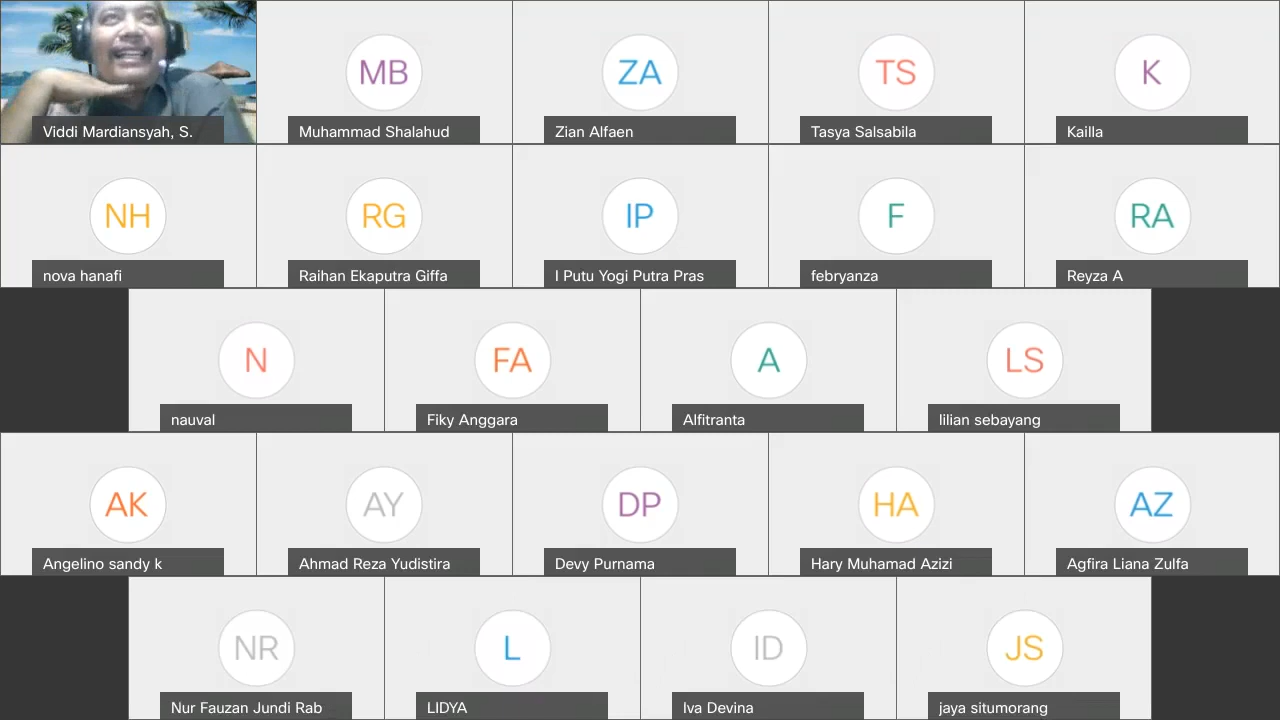 Viddi Mardiansyah, S.
MB
Muhammad Shalahud
ZA
Zian Alfaen
TS
Tasya Salsabila
K
Kailla
NH
nova hanafi
RG
Raihan Ekaputra Giffa
IP
I Putu Yogi Putra Pras
F
febryanza
RA
Reyza A
N
nauval
FA
Fiky Anggara
A
Alfitranta
LS
lilian sebayang
AK
Angelino sandy k
AY
Ahmad Reza Yudistira
DP
Devy Purnama
HA
Hary Muhamad Azizi
AZ
Agfira Liana Zulfa
NR
Nur Fauzan Jundi Rab
L
LIDYA
ID
Iva Devina
JS
jaya situmorang